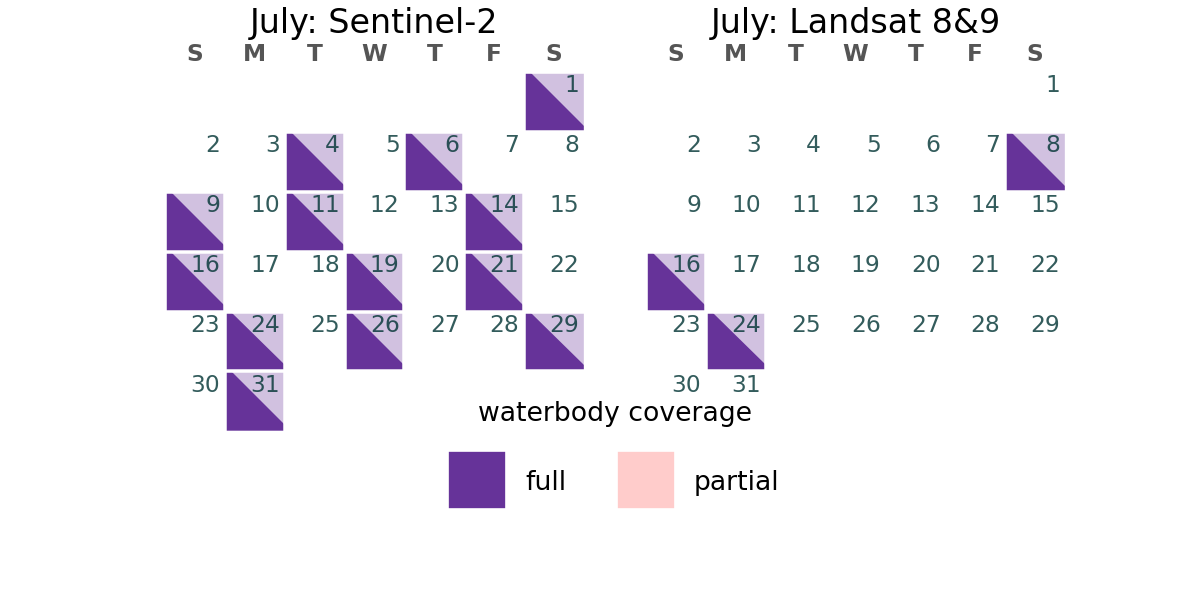 July: Sentinel-2
S M T W T F S
1
2 3 4 5 6 7 8
9 10 11 12 13 14 15
16 17 18 19 20 21 22
23 24 25 26 27 28 29
30 31
July: Landsat 8&9
S M T W T F S
1
2 3 4 5 6 7 8
9 10 11 12 13 14 15
16 17 18 19 20 21 22
23 24 25 26 27 28 29
30 31
waterbody coverage
full partial